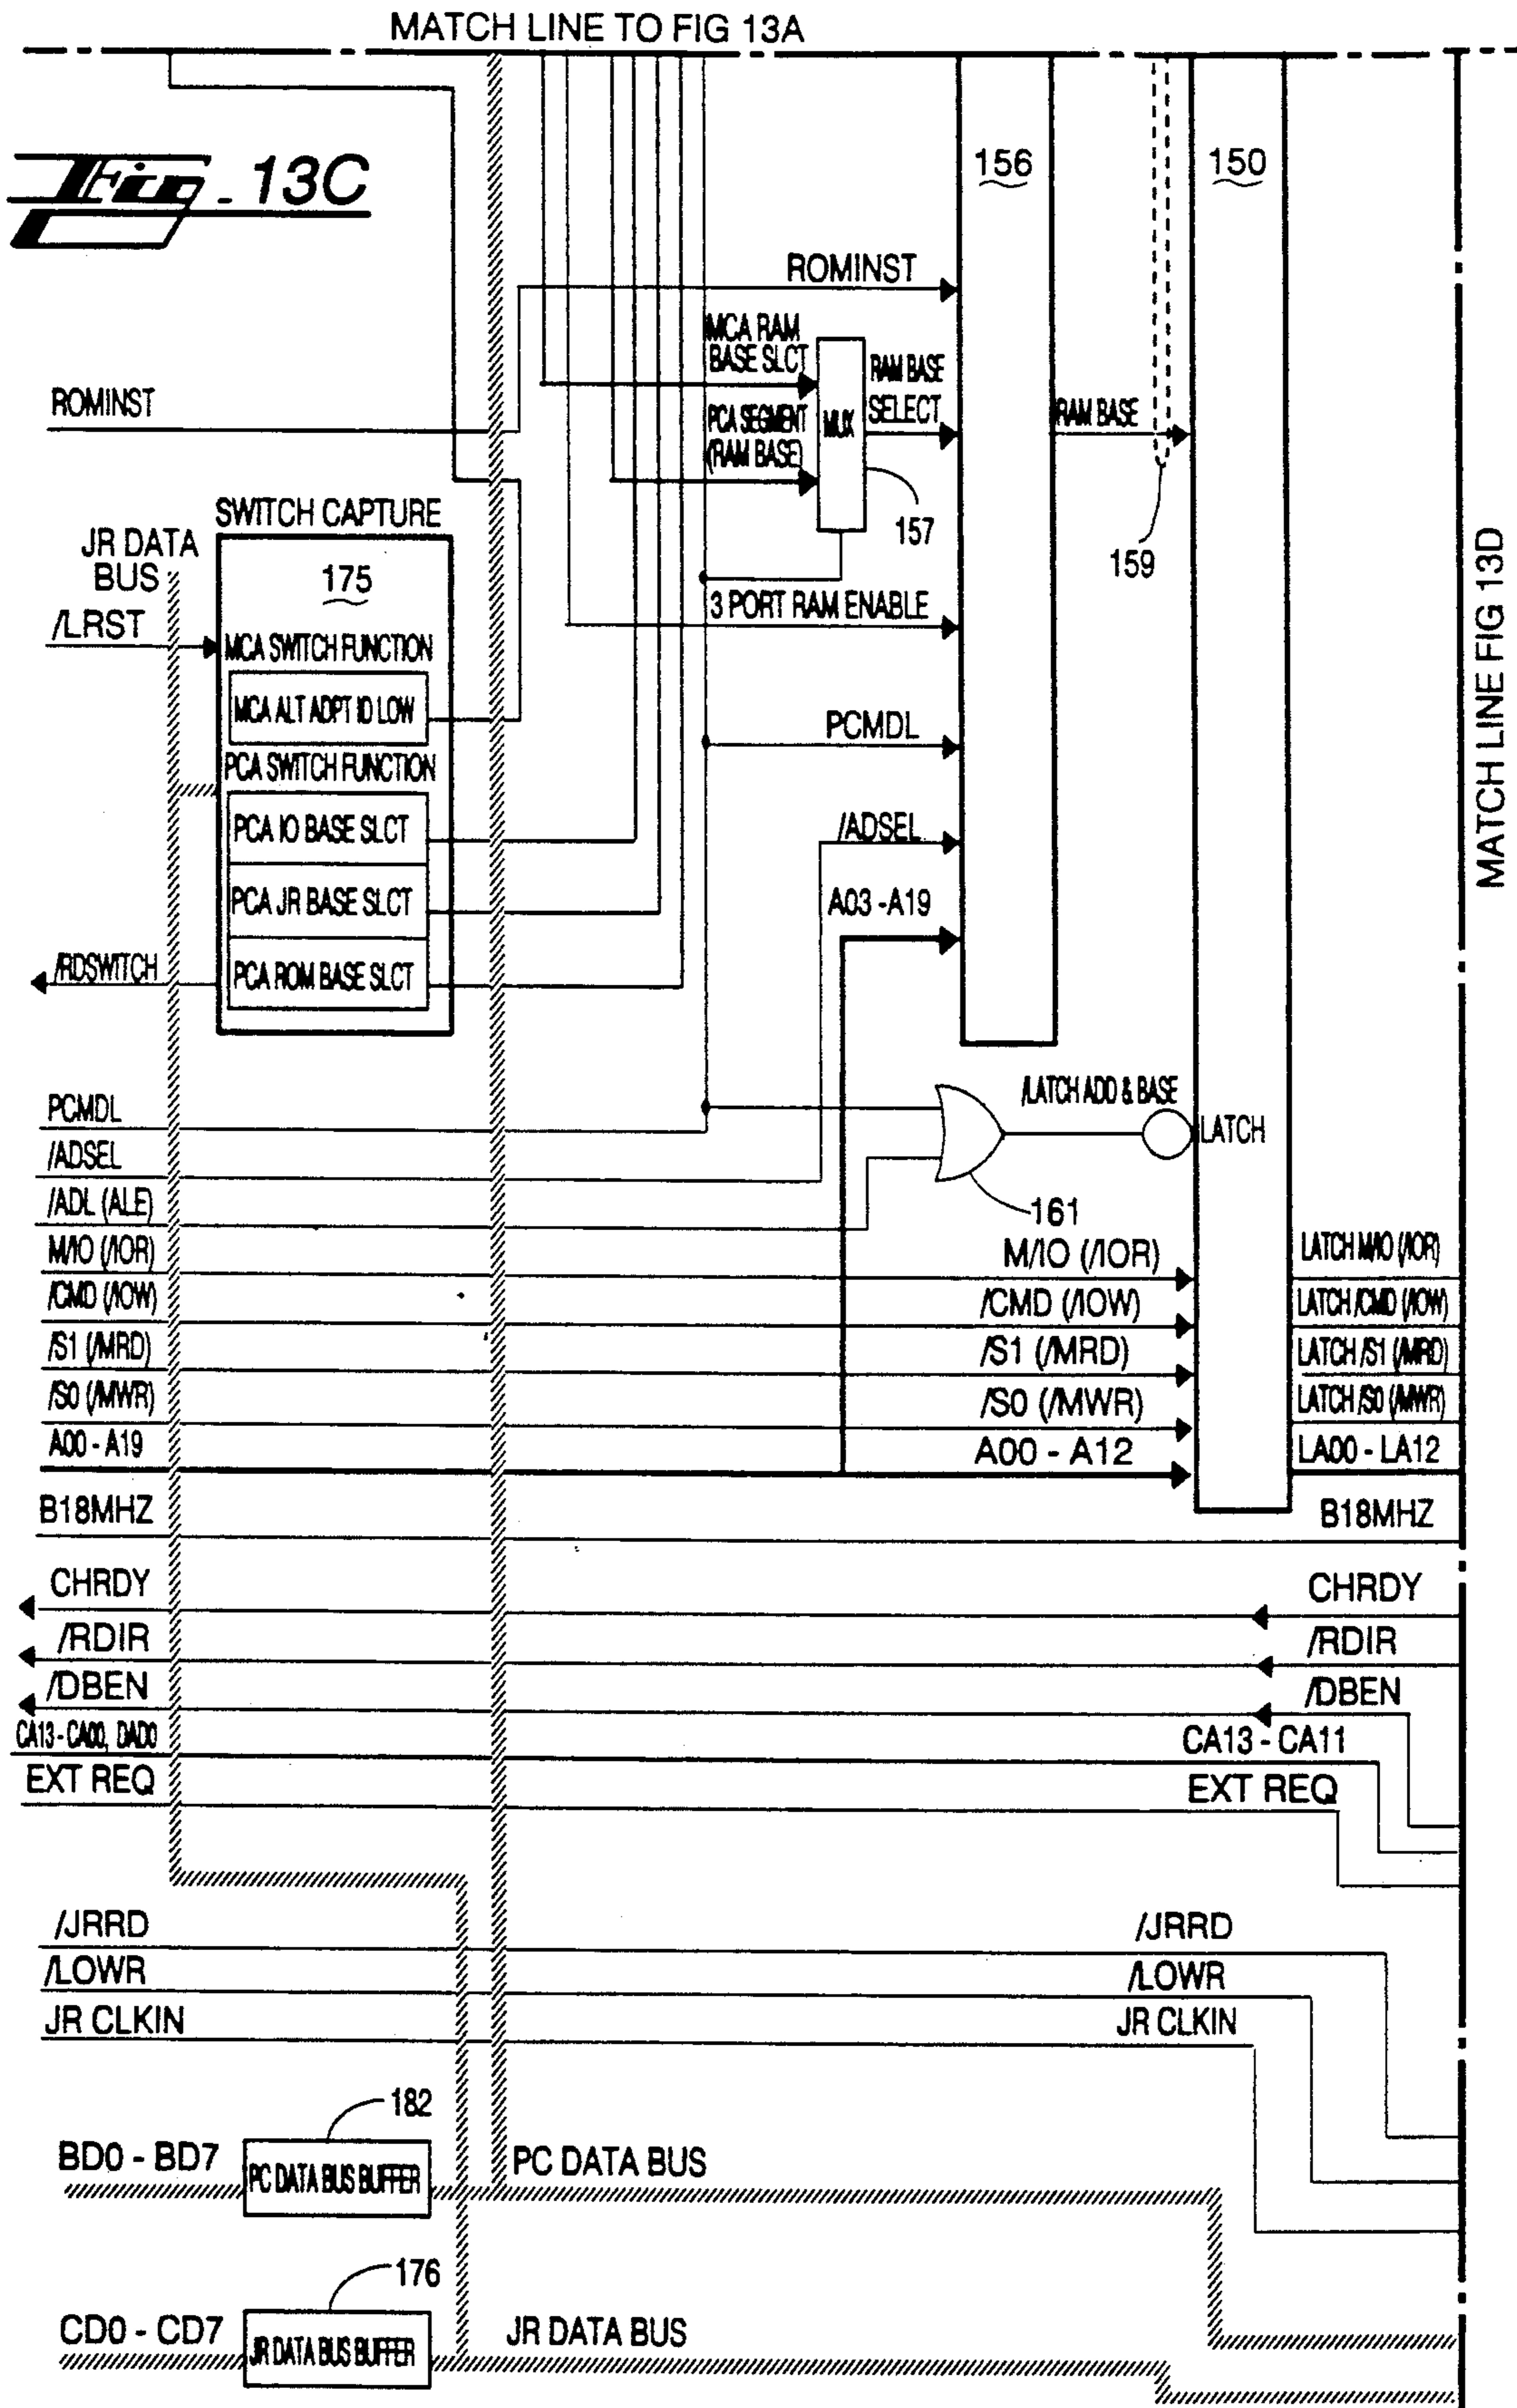 MATCH LINE TO FIG 13A
Fig. 13C
156
150
ROMINST
MCA RAM
BASE SLCT
RAM BASE
SELECT
PCA SEGMENT
(RAM BASE)
MUX
RAM BASE
157
159
ROMINST
MATCH LINE FIG 13D
SWITCH CAPTURE
JR DATA
BUS
175
/LRST
3 PORT RAM ENABLE
MCA SWITCH FUNCTION
MCA ALT ADPT ID LOW
PCMDL
PCA SWITCH FUNCTION
PCA IO BASE SLCT
/ADSEL
PCA JR BASE SLCT
A03 -A19
/RDSWITCH
PCA ROM BASE SLCT
PCMDL
/LATCH ADD & BASE
LATCH
/ADSEL
/ADL (ALE)
161
M/IO (/IOR)
M/IO (/IOR)
LATCH M/IO (/IOR)
/CMD (/IOW)
/CMD (/IOW)
LATCH /CMD (/IOW)
/S1 (/MRD)
/S1 (/MRD)
LATCH /S1 (/MRD)
/S0 (/MWR)
/S0 (/MWR)
LATCH /S0 (/MWR)
A00 - A19
A00 - A12
LA00 - LA12
B18MHZ
B18MHZ
CHRDY
CHRDY
/RDIR
/RDIR
/DBEN
/DBEN
CA13 - CA00, DAD0
CA13 - CA11
EXT REQ
EXT REQ
/JRRD
/JRRD
/LOWR
/LOWR
JR CLKIN
JR CLKIN
182
BD0 - BD7
PC DATA BUS BUFFER
PC DATA BUS
176
CD0 - CD7
JR DATA BUS BUFFER
JR DATA BUS